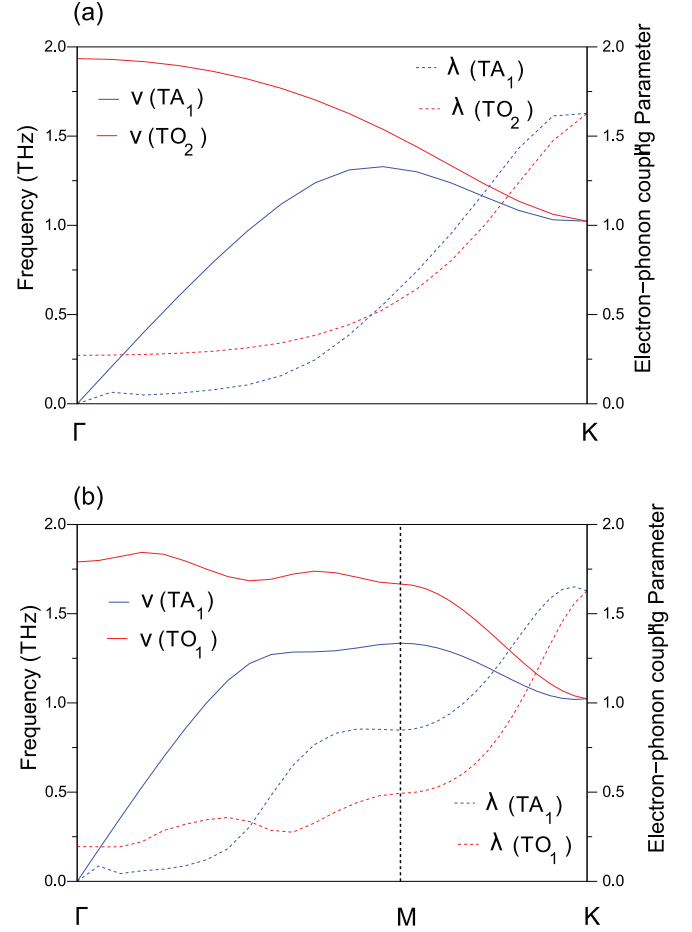 (a)
2.0
1.5
1.0
0.5
0.0
Frequency (THz)
ν (TA1)
ν (TO2)
λ (TA1)
λ (TO2)
2.0
1.5
1.0
0.5
0.0
Electron−phonon coupling Parameter
Γ
K
(b)
2.0
1.5
1.0
0.5
0.0
Frequency (THz)
ν (TA1)
ν (TO1)
λ (TA1)
λ (TO1)
2.0
1.5
1.0
0.5
0.0
Electron−phonon coupling Parameter
Γ
M
K